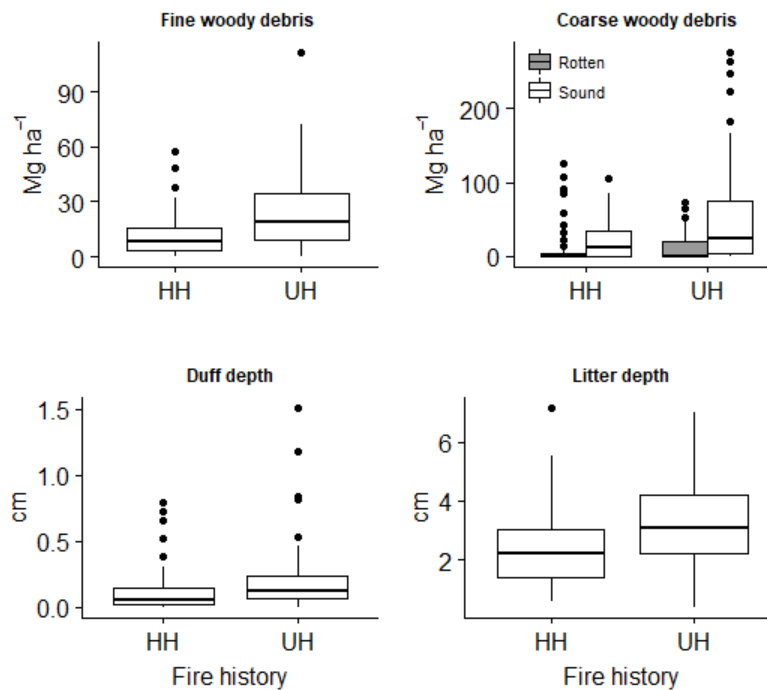 Fine woody debris
Mg ha⁻¹
90
60
30
0
HH UH
Coarse woody debris
Rotten
Sound
Mg ha⁻¹
200
100
0
HH UH
Duff depth
cm
1.5
1.0
0.5
0.0
HH UH
Fire history
Litter depth
cm
6
4
2
HH UH
Fire history